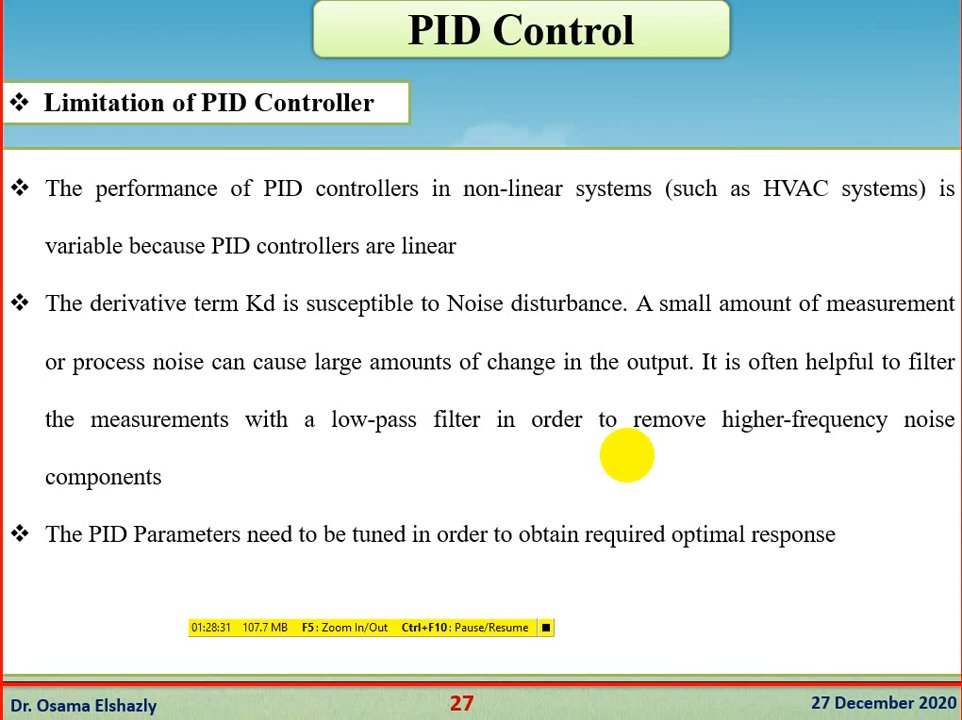 PID Control
❖ Limitation of PID Controller
❖ The performance of PID controllers in non-linear systems (such as HVAC systems) is
variable because PID controllers are linear
❖ The derivative term Kd is susceptible to Noise disturbance. A small amount of measurement
or process noise can cause large amounts of change in the output. It is often helpful to filter
the measurements with a low-pass filter in order to remove higher-frequency noise
components
❖ The PID Parameters need to be tuned in order to obtain required optimal response
01:28:31 107.7 MB F5 : Zoom In/Out Ctrl+F10 : Pause/Resume
Dr. Osama Elshazly 27 27 December 2020